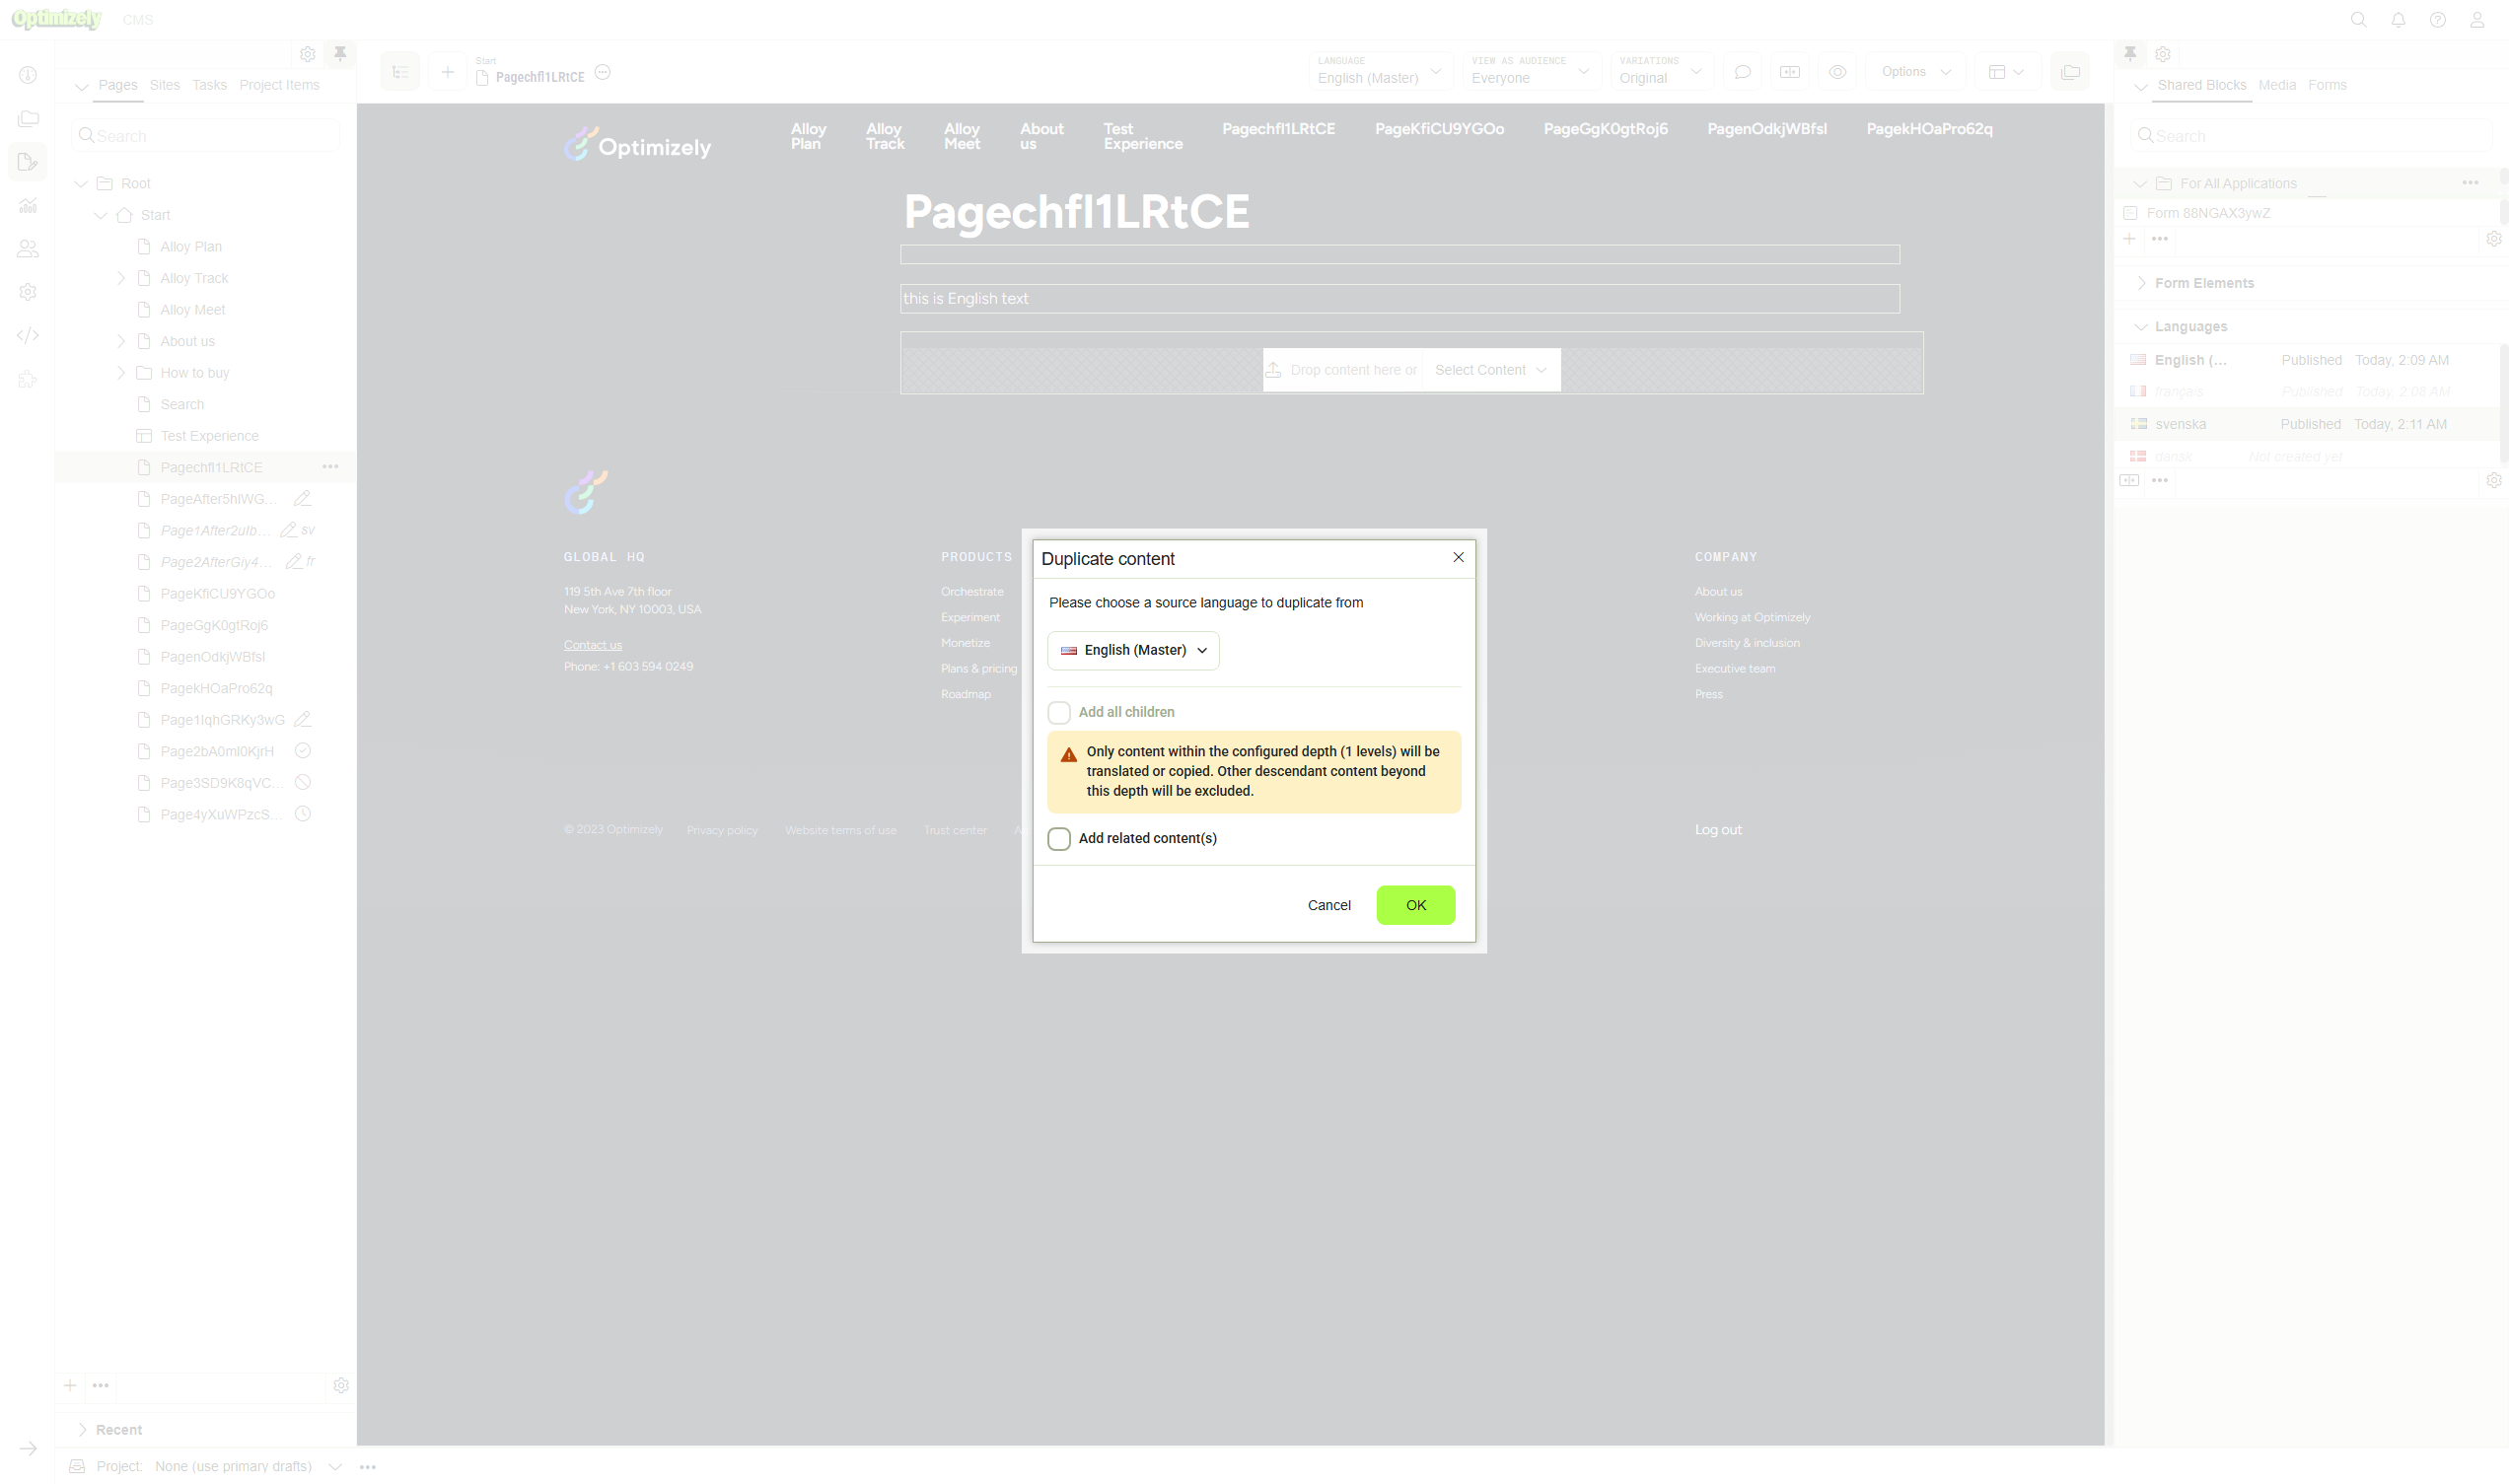 Optimizely CMS
Pages Sites Tasks Project Items
Search
Root
Start
Alloy Plan
Alloy Track
Alloy Meet
About us
How to buy
Search
Test Experience
Pagechfl1LRtCE
PageAfter5hIWG...
Page1After2uIb... sv
Page2AfterGiy4... fr
PageKfiCU9YGOo
PageGgK0gtRoj6
PagenOdkjWBfsl
PagekHOaPro62q
Page1IqhGRKy3wG
Page2bA0ml0KjrH
Page3SD9K8qVC...
Page4yXuWPzcS...
Recent
Project: None (use primary drafts)
Start
Pagechfl1LRtCE
LANGUAGE
English (Master)
VIEW AS AUDIENCE
Everyone
VARIATIONS
Original
Options
Optimizely
Alloy Plan
Alloy Track
Alloy Meet
About us
Test Experience
Pagechfl1LRtCE
PageKfiCU9YGOo
PageGgK0gtRoj6
PagenOdkjWBfsl
PagekHOaPro62q
Pagechfl1LRtCE
this is English text
Drop content here or Select Content
GLOBAL HQ
119 5th Ave 7th floor
New York, NY 10003, USA
Contact us
Phone: +1 603 594 0249
PRODUCTS
Orchestrate
Experiment
Monetize
Plans & pricing
Roadmap
COMPANY
About us
Working at Optimizely
Diversity & inclusion
Executive team
Press
© 2023 Optimizely Privacy policy Website terms of use Trust center
Log out
Duplicate content
Please choose a source language to duplicate from
English (Master)
Add all children
Only content within the configured depth (1 levels) will be
translated or copied. Other descendant content beyond
this depth will be excluded.
Add related content(s)
Cancel OK
Shared Blocks Media Forms
Search
For All Applications
Form 88NGAX3ywZ
Form Elements
Languages
English (... Published Today, 2:09 AM
français Published Today, 2:08 AM
svenska Published Today, 2:11 AM
dansk Not created yet